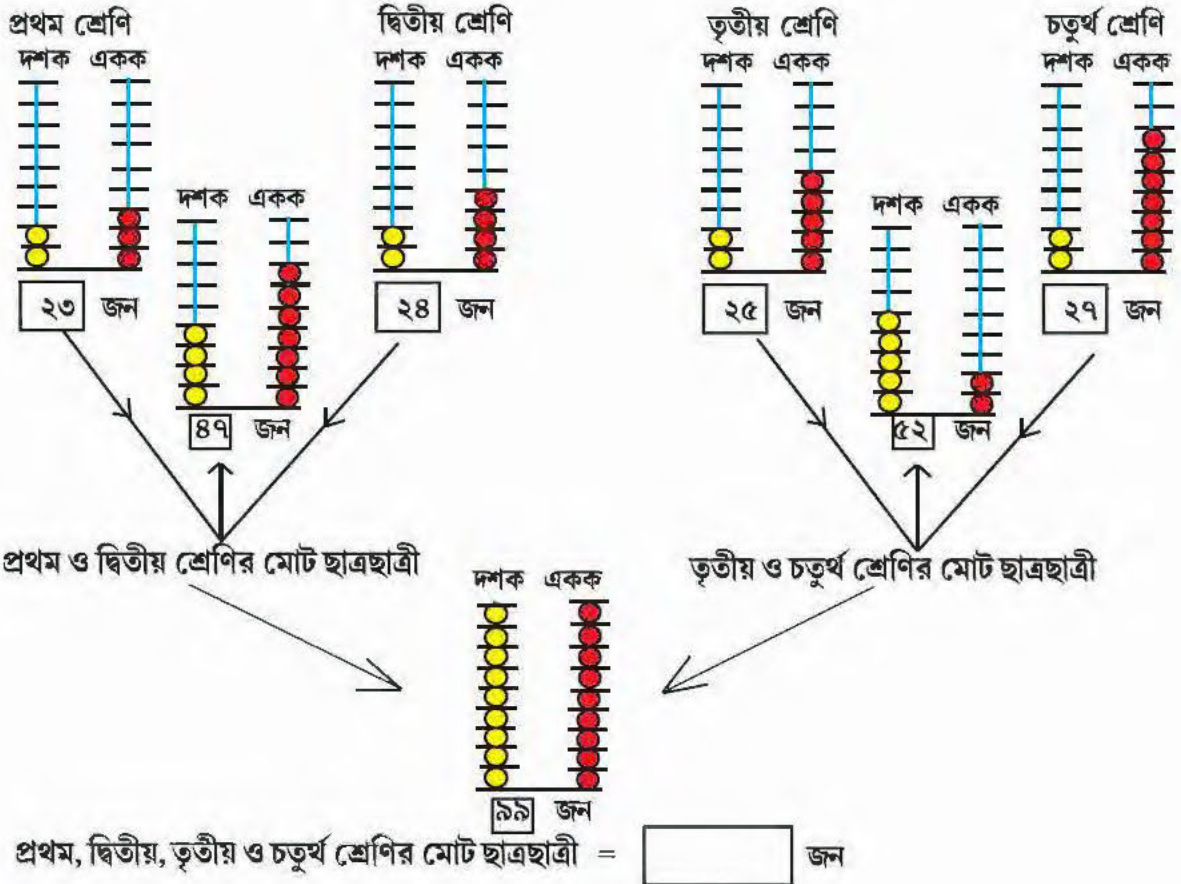 প্রথম শ্রেণি
দশক একক
২৩ জন
দ্বিতীয় শ্রেণি
দশক একক
২৪ জন
দশক একক
৪৭ জন
প্রথম ও দ্বিতীয় শ্রেণির মোট ছাত্রছাত্রী
তৃতীয় শ্রেণি
দশক একক
২৫ জন
চতুর্থ শ্রেণি
দশক একক
২৭ জন
দশক একক
৫২ জন
তৃতীয় ও চতুর্থ শ্রেণির মোট ছাত্রছাত্রী
দশক একক
৯৯ জন
প্রথম, দ্বিতীয়, তৃতীয় ও চতুর্থ শ্রেণির মোট ছাত্রছাত্রী = জন